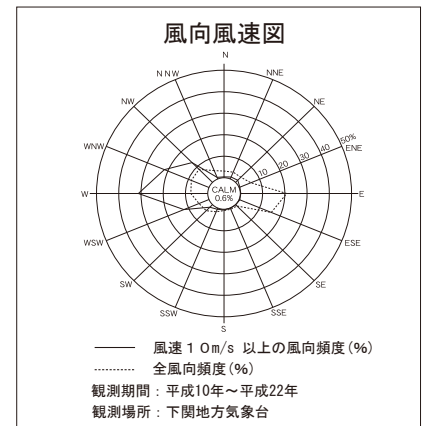 風向風速図
N
NNW
NNE
NW
NE
10 20 30 40 50%
WNW
ENE
CALM
0.6%
W
E
WSW
ESE
SW
SE
SSW
SSE
S
風速10m/s 以上の風向頻度(%)
全風向頻度(%)
観測期間：平成10年～平成22年
観測場所：下関地方気象台